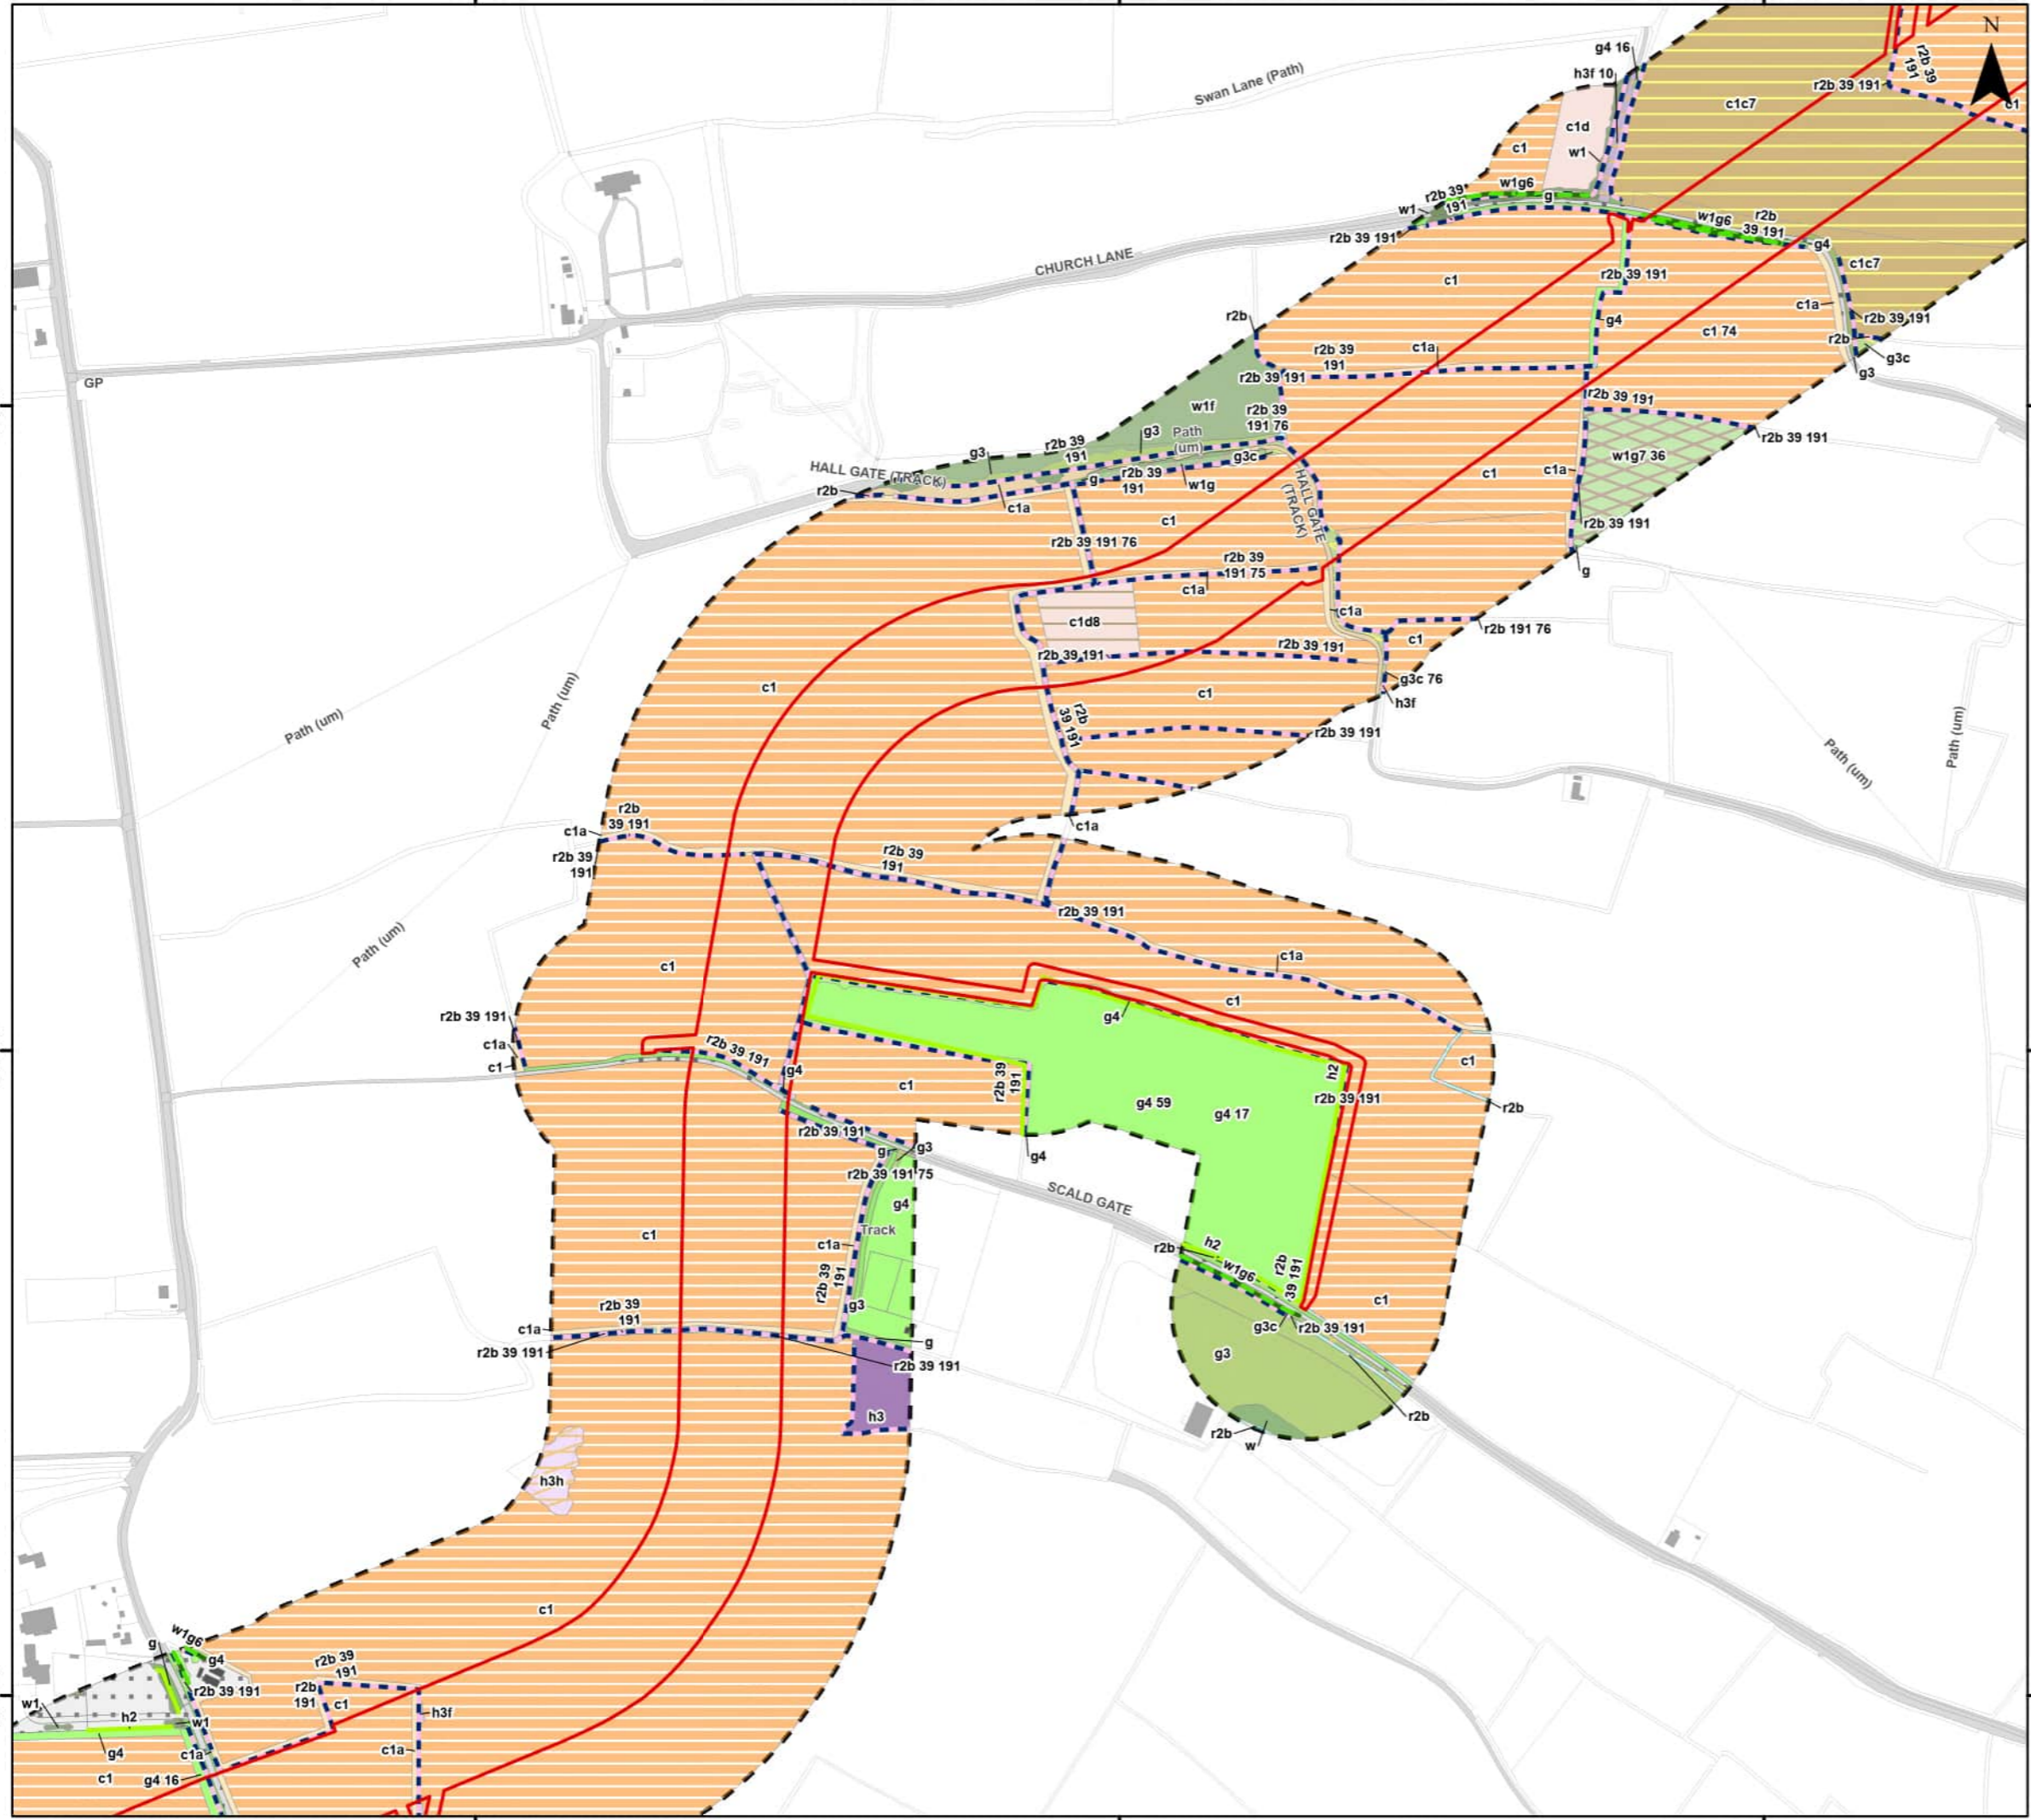 N
g4 16
h3f 10
Swan Lane (Path)
r2b 39
191
r2b 39 191
c1c7
c1
c1d
c1
w1
w1g6
r2b 39
191
g
w1
r2b 39 191
w1g6
r2b
39 191
g4
CHURCH LANE
c1
r2b 39 191
c1c7
c1a
r2b
g4
c1 74
r2b 39 191
r2b
g3c
g3
r2b 39
191
c1a
GP
r2b 39 191
r2b 39 191
w1f
r2b 39
191 76
Path
(um)
g3
r2b 39
191
g3
r2b 39 191
w1g7 36
HALL GATE (TRACK)
g3c
r2b
g
r2b 39
191
w1g
HALL GATE
(TRACK)
c1
c1a
c1a
c1
r2b 39 191
r2b 39 191 76
r2b 39
191 75
c1a
g
c1a
c1d8
r2b 191 76
c1
r2b 39 191
r2b 39 191
c1
c1
g3c 76
h3f
Path (um)
Path (um)
r2b
39 191
r2b 39 191
Path (um)
Path (um)
r2b
39 191
c1a
c1a
r2b 39
191
r2b 39
191
r2b 39 191
Path (um)
c1
c1a
c1
g4
r2b 39 191
c1a
c1
r2b 39 191
g4
c1
r2b 39
191
h2
c1
r2b 39 191
g4 59
g4 17
r2b
r2b 39 191
g
g3
g4
r2b 39 191 75
SCALD GATE
g4
Track
c1
c1a
r2b
h2
w1g6
r2b
39 191
r2b 39
191
g3
r2b 39
191
c1
c1a
g3c
r2b 39 191
g
r2b 39 191
r2b 39 191
g3
h3
r2b
r2b
w
h3h
c1
w1g6
g
g4
r2b 39
191
r2b 39 191
r2b
191
c1
w1
h2
w1
h3f
g4
c1a
c1a
c1
g4 16